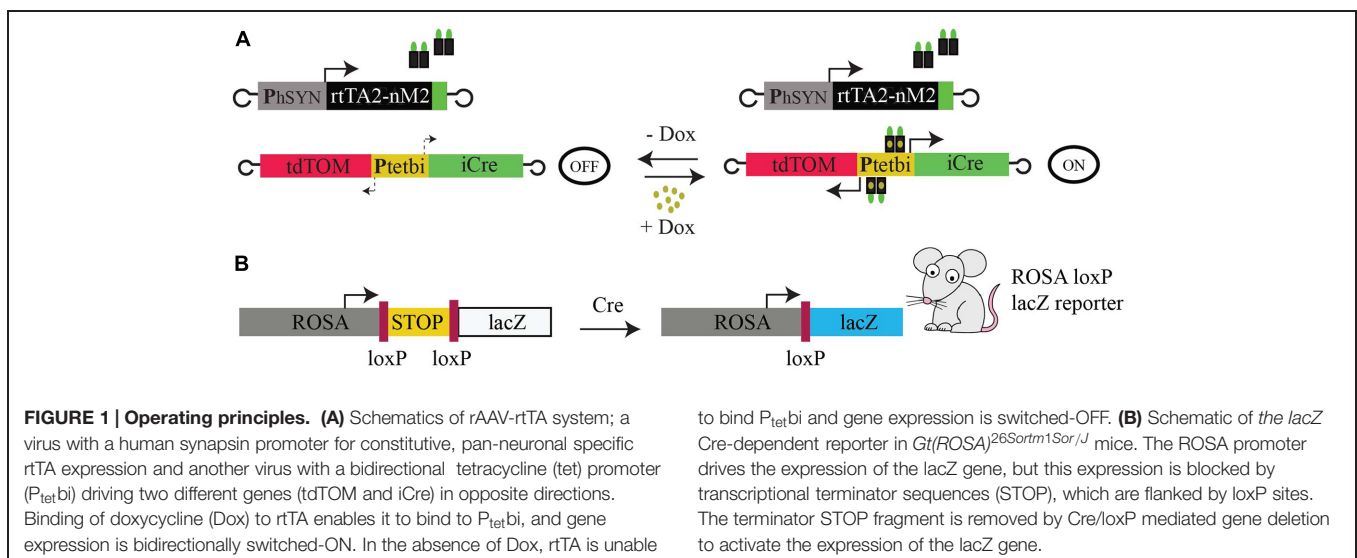 A
PhSYN rtTA2-nM2
PhSYN rtTA2-nM2
tdTOM Ptetbi iCre OFF
- Dox
+ Dox
tdTOM Ptetbi iCre ON
B
ROSA STOP lacZ
loxP loxP
Cre
ROSA lacZ
loxP
ROSA loxP
lacZ reporter
FIGURE 1 | Operating principles. (A) Schematics of rAAV-rtTA system; a
virus with a human synapsin promoter for constitutive, pan-neuronal specific
rtTA expression and another virus with a bidirectional tetracycline (tet) promoter
(Ptetbi) driving two different genes (tdTOM and iCre) in opposite directions.
Binding of doxycycline (Dox) to rtTA enables it to bind to Ptetbi, and gene
expression is bidirectionally switched-ON. In the absence of Dox, rtTA is unable
to bind Ptetbi and gene expression is switched-OFF. (B) Schematic of the lacZ
Cre-dependent reporter in Gt(ROSA)26Sortm1Sor/J mice. The ROSA promoter
drives the expression of the lacZ gene, but this expression is blocked by
transcriptional terminator sequences (STOP), which are flanked by loxP sites.
The terminator STOP fragment is removed by Cre/loxP mediated gene deletion
to activate the expression of the lacZ gene.